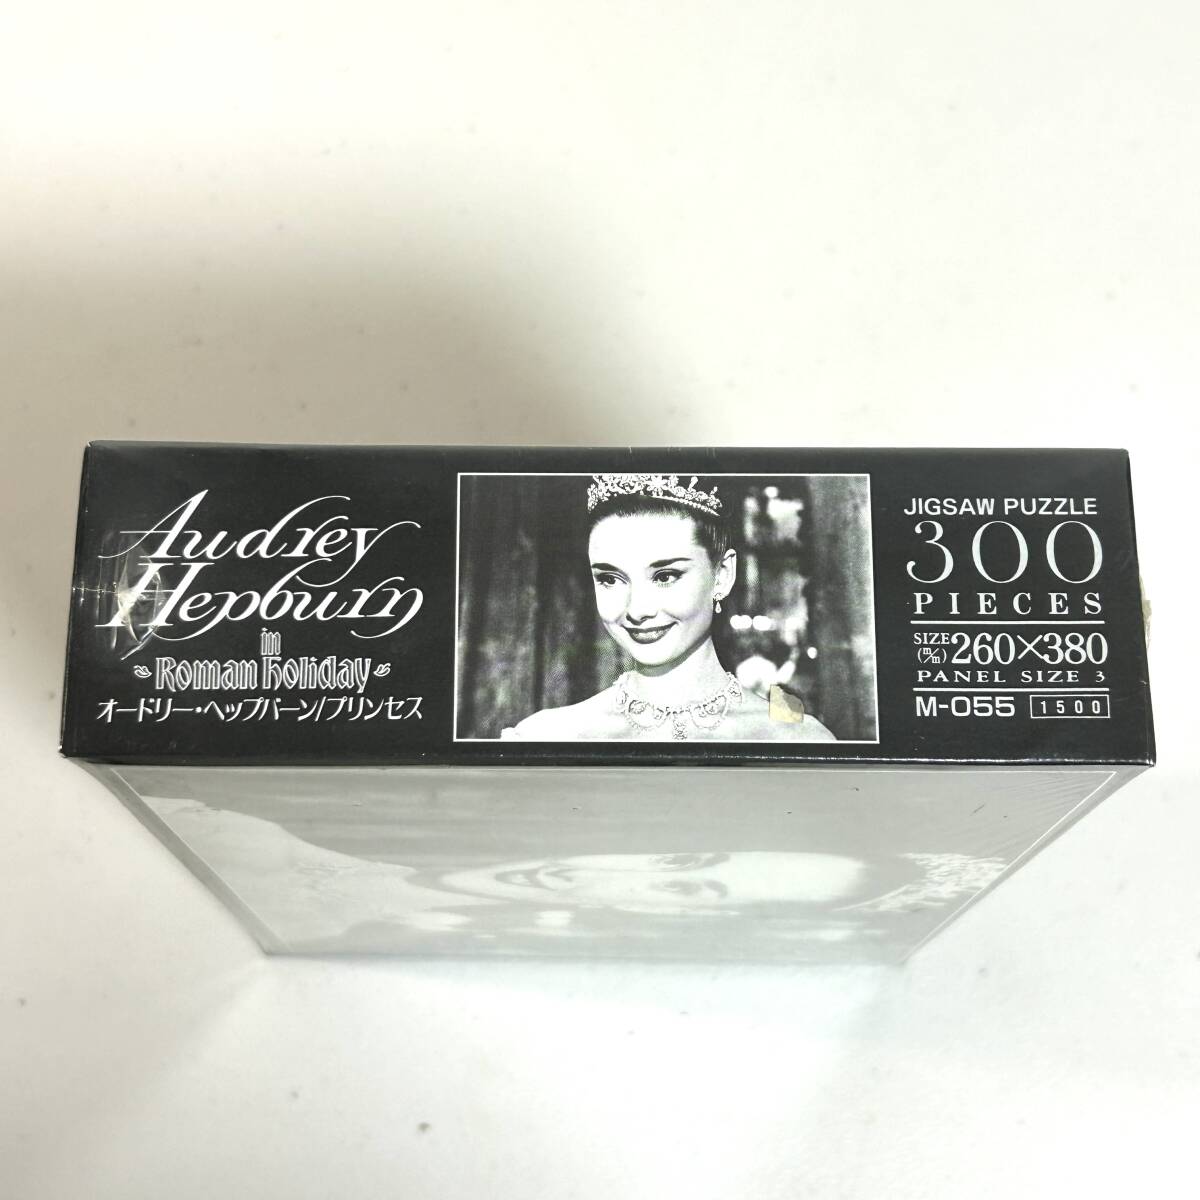 Audrey
Hepburn
in
Roman Holiday
オードリー・ヘップバーン/プリンセス
JIGSAW PUZZLE
300
PIECES
SIZE (m/m) 260×380
PANEL SIZE 3
M-055 1500